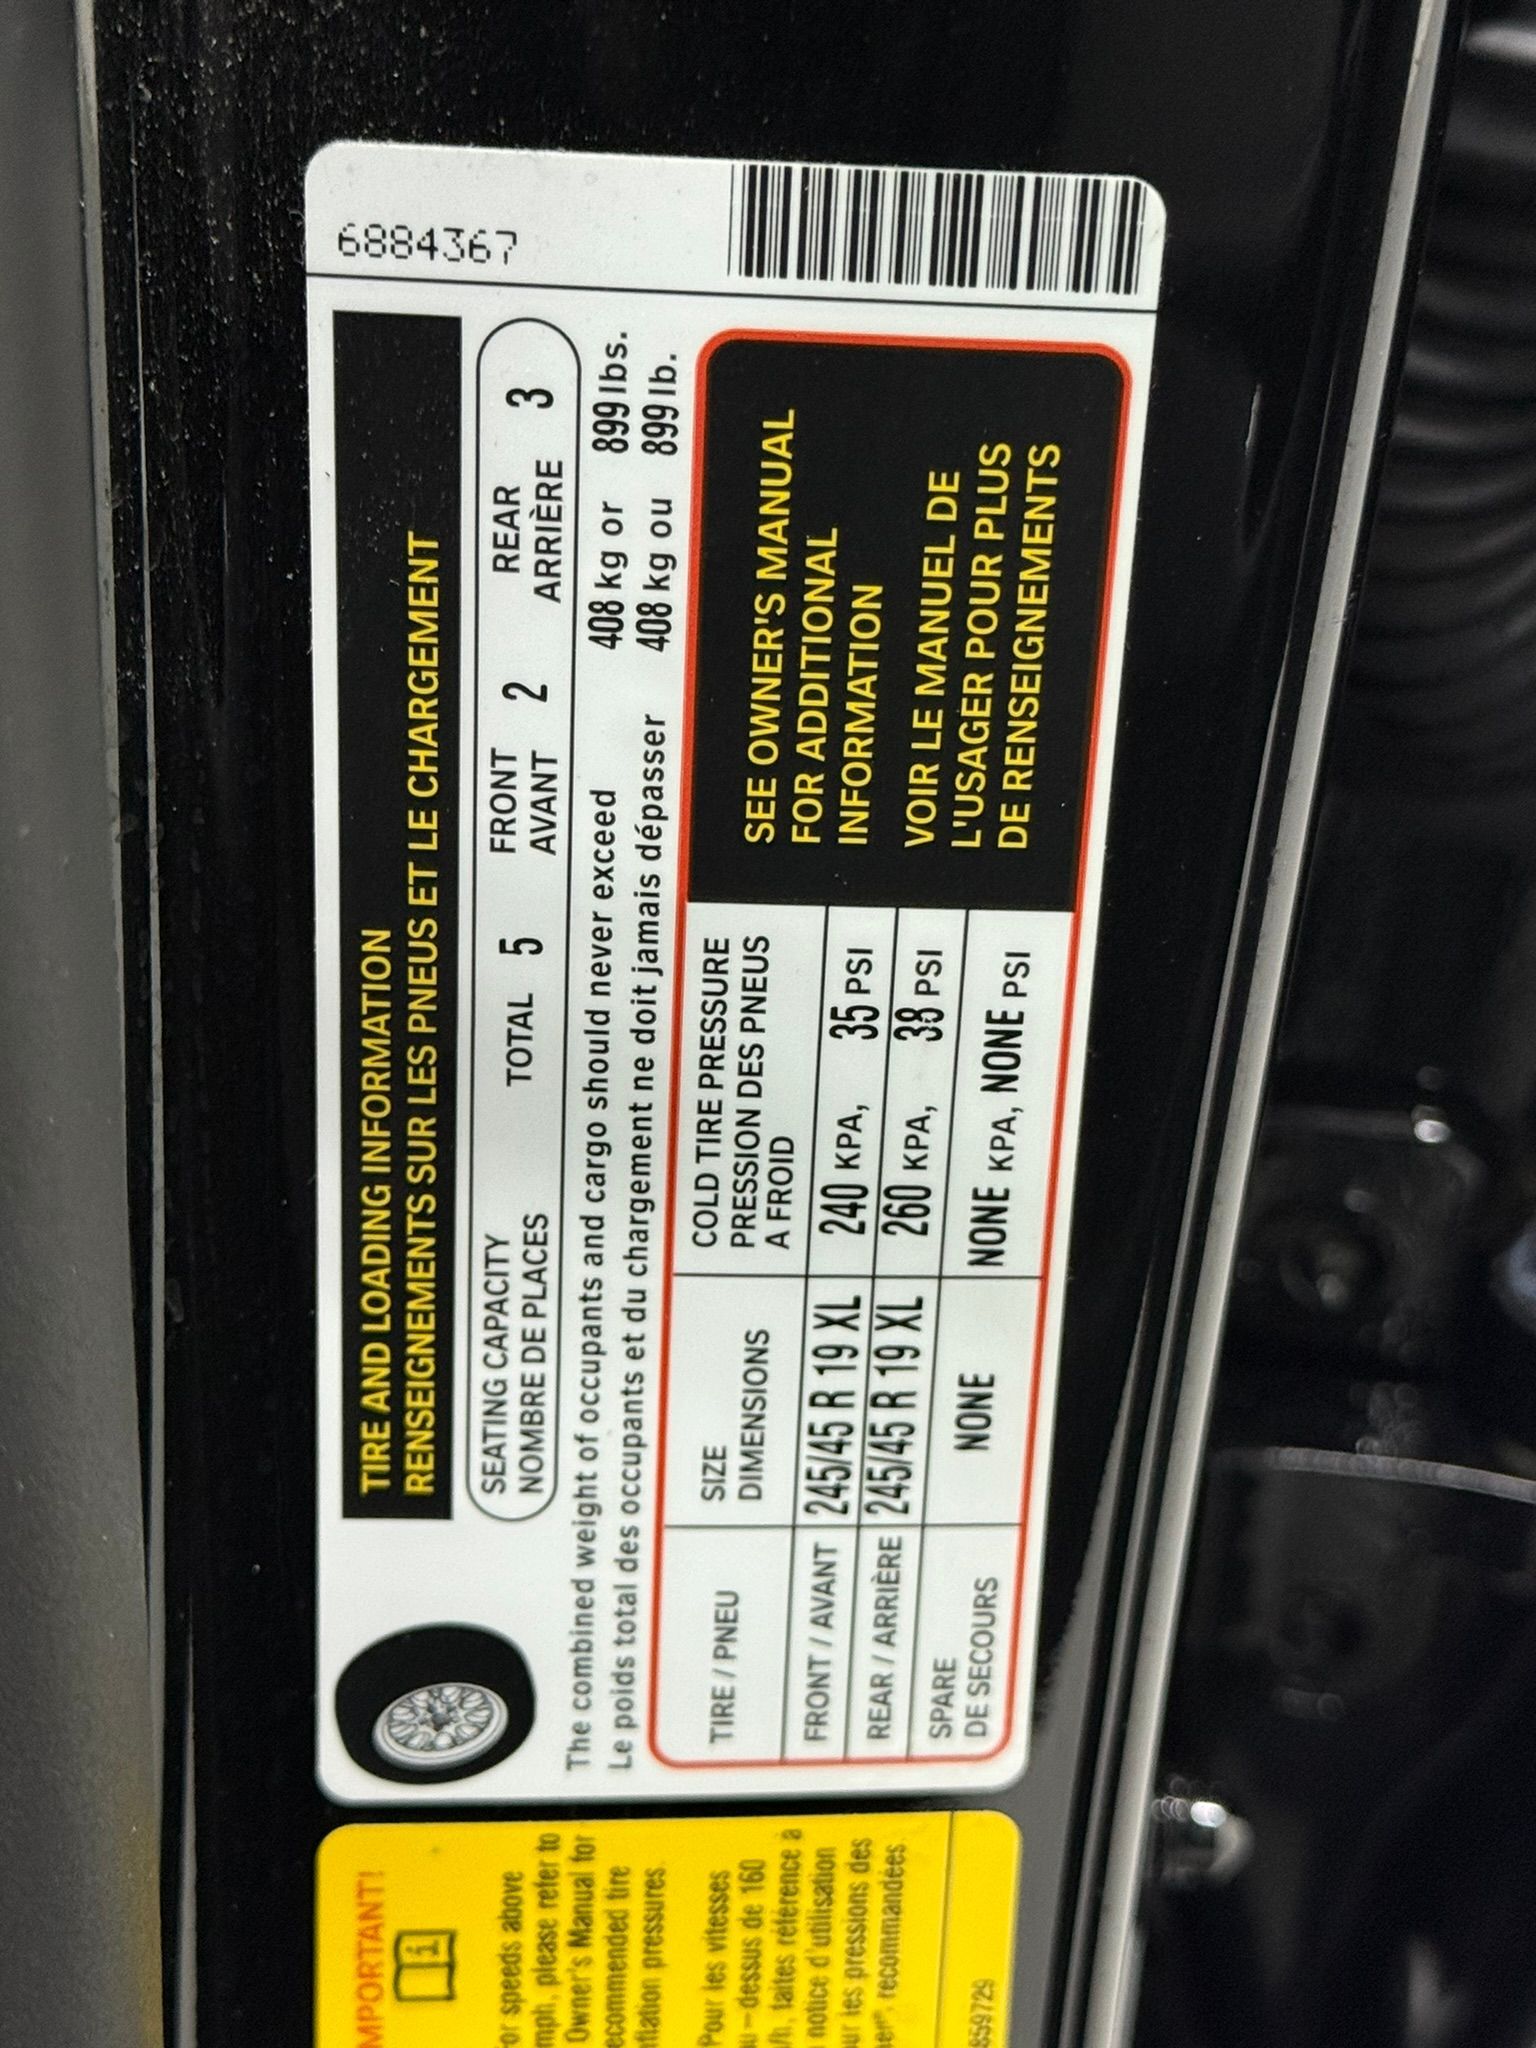 TIRE AND LOADING INFORMATION
RENSEIGNEMENTS SUR LES PNEUS ET LE CHARGEMENT
SEATING CAPACITY
NOMBRE DE PLACES
TOTAL 5
FRONT
AVANT 2
REAR
ARRIÈRE 3
The combined weight of occupants and cargo should never exceed 408 kg or 899 lbs.
Le poids total des occupants et du chargement ne doit jamais dépasser 408 kg ou 899 lb.
TIRE / PNEU
SIZE
DIMENSIONS
COLD TIRE PRESSURE
PRESSION DES PNEUS
A FROID
FRONT / AVANT 245/45 R 19 XL 240 KPA, 35 PSI
REAR / ARRIÈRE 245/45 R 19 XL 260 KPA, 38 PSI
SPARE
DE SECOURS
NONE NONE KPA, NONE PSI
SEE OWNER'S MANUAL
FOR ADDITIONAL
INFORMATION
VOIR LE MANUEL DE
L'USAGER POUR PLUS
DE RENSEIGNEMENTS
6884367
MPORTANT!
or speeds above
mph, please refer to
Owner's Manual for
ecommended tire
nflation pressures.
Pour les vitesses
u-dessus de 160
/h, faites référence à
notice d'utilisation
ur les pressions des
recommandées
859729